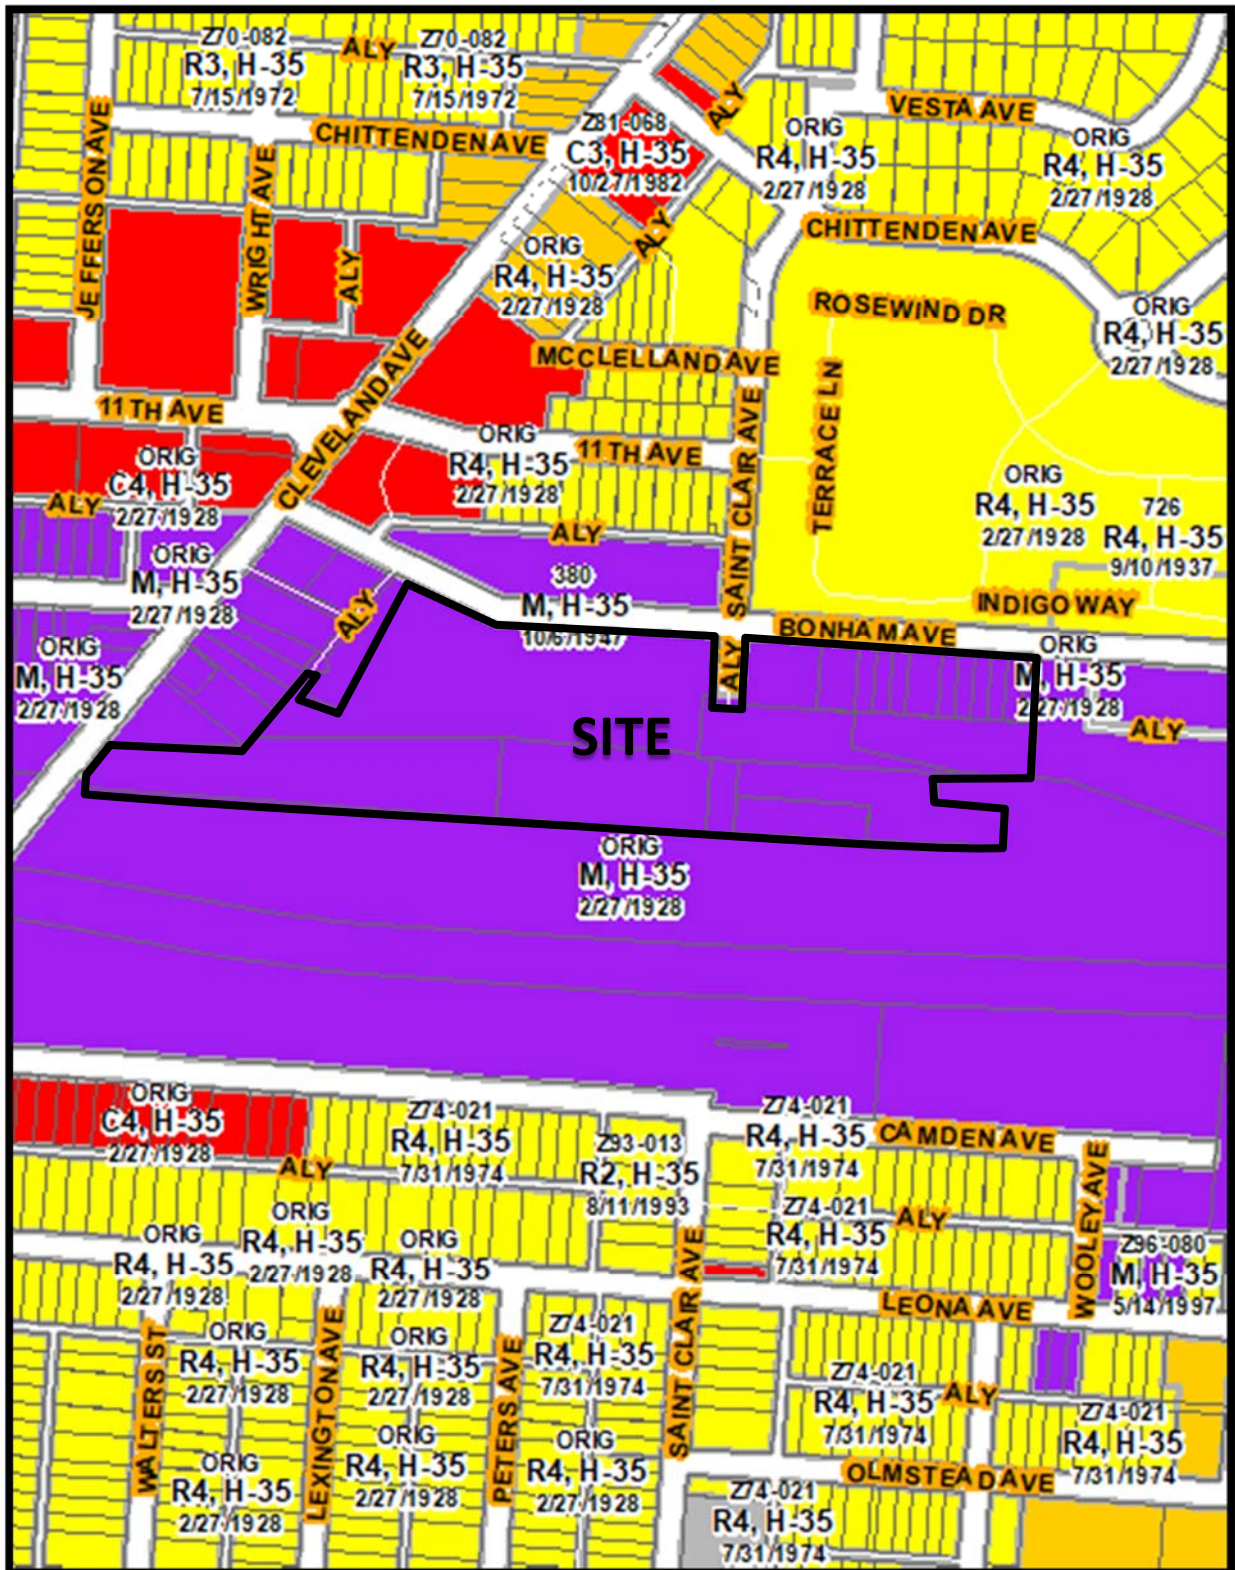 Z70-082
R3, H-35
7/15/1972
ALY
Z70-082
R3, H-35
7/15/1972
JEFFERSON AVE
CHITTENDEN AVE
WRIGHT AVE
ALY
Z81-068
C3, H-35
10/27/1982
ALY
ALY
VESTA AVE
ORIG
R4, H-35
2/27/1928
ORIG
R4, H-35
2/27/1928
CHITTENDEN AVE
ORIG
R4, H-35
2/27/1928
ROSEWIND DR
ORIG
R4, H-35
2/27/1928
MCCLELLAND AVE
CLEVELAND AVE
TERRACE LN
11TH AVE
SAINT CLAIR AVE
ORIG
R4, H-35
2/27/1928
11TH AVE
ORIG
C4, H-35
2/27/1928
ALY
ORIG
R4, H-35
2/27/1928
726
R4, H-35
9/10/1937
ALY
ORIG
M, H-35
2/27/1928
380
M, H-35
10/6/1947
ALY
INDIGO WAY
BONHAM AVE
ORIG
M, H-35
2/27/1928
ALY
ORIG
M, H-35
2/27/1928
ALY
SITE
ORIG
M, H-35
2/27/1928
ORIG
C4, H-35
2/27/1928
Z74-021
R4, H-35
7/31/1974
Z93-013
R2, H-35
8/11/1993
Z74-021
R4, H-35
7/31/1974
CAMDEN AVE
ALY
WOOLEY AVE
ORIG
R4, H-35
2/27/1928
ORIG
R4, H-35
2/27/1928
ORIG
R4, H-35
2/27/1928
Z74-021
R4, H-35
7/31/1974
ALY
Z96-080
M, H-35
5/14/1997
SAINT CLAIR AVE
LEONA AVE
WALTERS ST
ORIG
R4, H-35
2/27/1928
LEXINGTON AVE
ORIG
R4, H-35
2/27/1928
PETERS AVE
Z74-021
R4, H-35
7/31/1974
Z74-021
R4, H-35
7/31/1974
ALY
Z74-021
R4, H-35
7/31/1974
ORIG
R4, H-35
2/27/1928
ORIG
R4, H-35
2/27/1928
ORIG
R4, H-35
2/27/1928
OLMSTEAD AVE
Z74-021
R4, H-35
7/31/1974